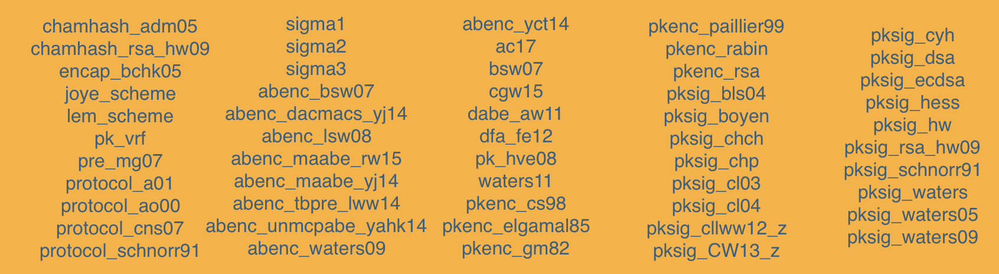 chamhash_adm05
chamhash_rsa_hw09
encap_bchk05
joye_scheme
lem_scheme
pk_vrf
pre_mg07
protocol_a01
protocol_ao00
protocol_cns07
protocol_schnorr91
sigma1
sigma2
sigma3
abenc_bsw07
abenc_dacmacs_yj14
abenc_lsw08
abenc_maabe_rw15
abenc_maabe_yj14
abenc_tbpre_lww14
abenc_unmcpabe_yahk14
abenc_waters09
abenc_yct14
ac17
bsw07
cgw15
dabe_aw11
dfa_fe12
pk_hve08
waters11
pkenc_cs98
pkenc_elgamal85
pkenc_gm82
pkenc_paillier99
pkenc_rabin
pkenc_rsa
pksig_bls04
pksig_boyen
pksig_chch
pksig_chp
pksig_cl03
pksig_cl04
pksig_cllww12_z
pksig_CW13_z
pksig_cyh
pksig_dsa
pksig_ecdsa
pksig_hess
pksig_hw
pksig_rsa_hw09
pksig_schnorr91
pksig_waters
pksig_waters05
pksig_waters09